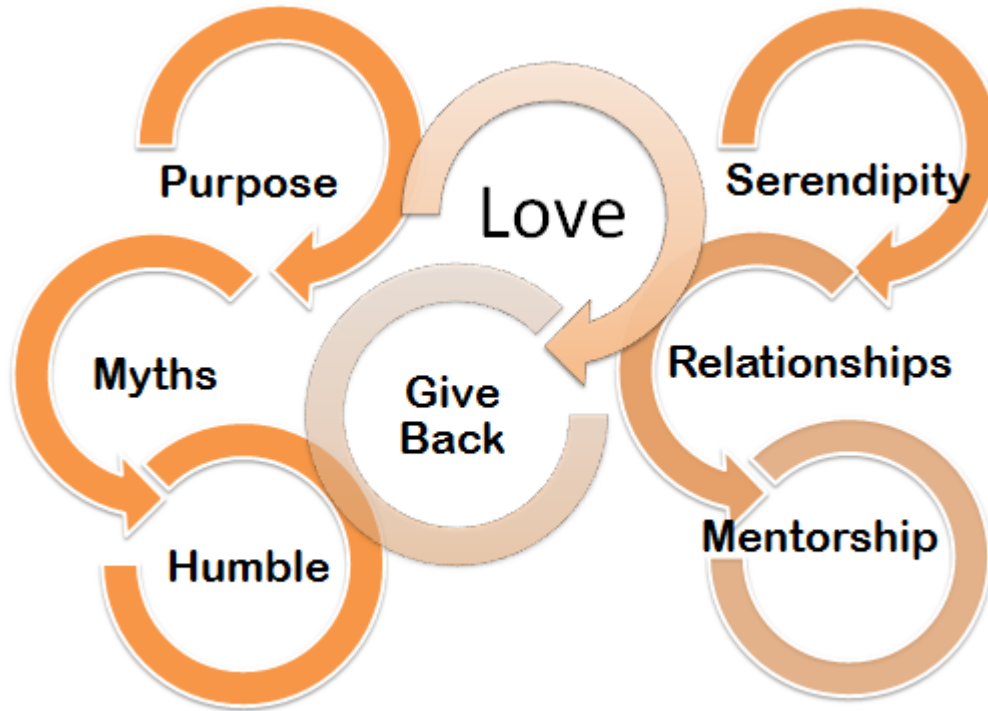 Purpose
Love
Serendipity
Myths
Give
Back
Relationships
Humble
Mentorship